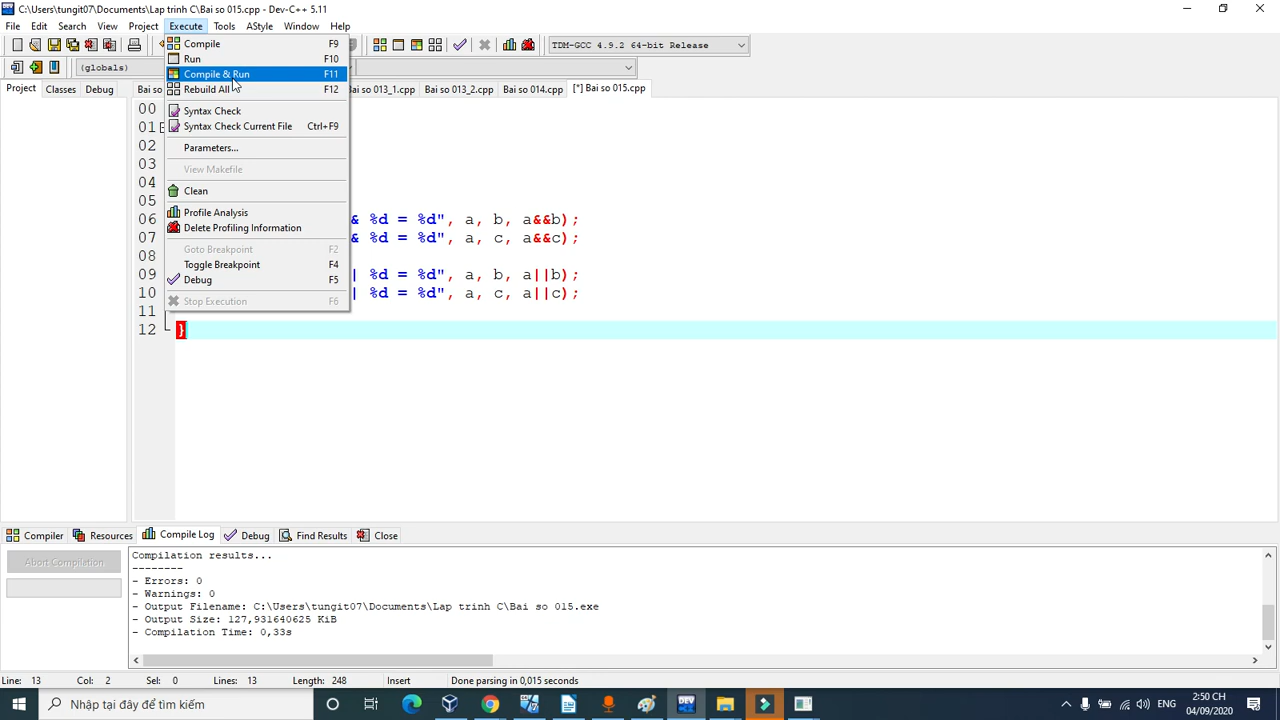 C:\Users\tungit07\Documents\Lap trinh C\Bai so 015.cpp - Dev-C++ 5.11
File Edit Search View Project Execute Tools AStyle Window Help
TDM-GCC 4.9.2 64-bit Release
(globals)
Project Classes Debug
Bai so
Bai so 013_2.cpp Bai so 014.cpp [*] Bai so 015.cpp
Compile F9
Run F10
Compile & Run F11
Rebuild All F12
Syntax Check
Syntax Check Current File Ctrl+F9
Parameters...
View Makefile
Clean
Profile Analysis
Delete Profiling Information
Goto Breakpoint F2
Toggle Breakpoint F4
Debug F5
Stop Execution F6
00
01
02
03
04
05
06 & %d = %d", a, b, a&&b);
07 & %d = %d", a, c, a&&c);
08
09 | %d = %d", a, b, a||b);
10 | %d = %d", a, c, a||c);
11
12 }
Compiler Resources Compile Log Debug Find Results Close
Abort Compilation
Compilation results...
--------
- Errors: 0
- Warnings: 0
- Output Filename: C:\Users\tungit07\Documents\Lap trinh C\Bai so 015.exe
- Output Size: 127,931640625 KiB
- Compilation Time: 0,33s
Line: 13 Col: 2 Sel: 0 Lines: 13 Length: 248 Insert Done parsing in 0,015 seconds
Nhập tại đây để tìm kiếm
DEV
ENG
2:50 CH
04/09/2020